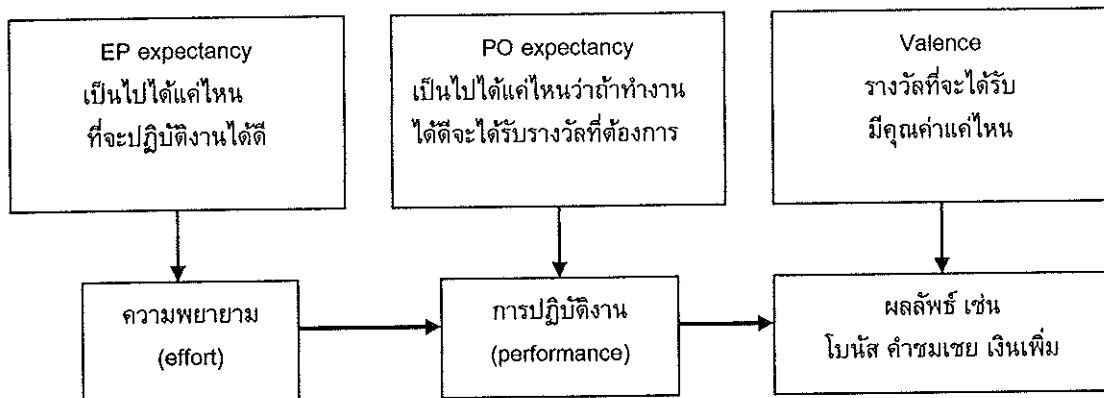 EP expectancy
เป็นไปได้แค่ไหน
ที่จะปฏิบัติงานได้ดี
PO expectancy
เป็นไปได้แค่ไหนว่าถ้าทำงาน
ได้ดีจะได้รับรางวัลที่ต้องการ
Valence
รางวัลที่จะได้รับ
มีคุณค่าแค่ไหน
ความพยายาม
(effort)
การปฏิบัติงาน
(performance)
ผลลัพธ์ เช่น
โบนัส คำชมเชย เงินเพิ่ม